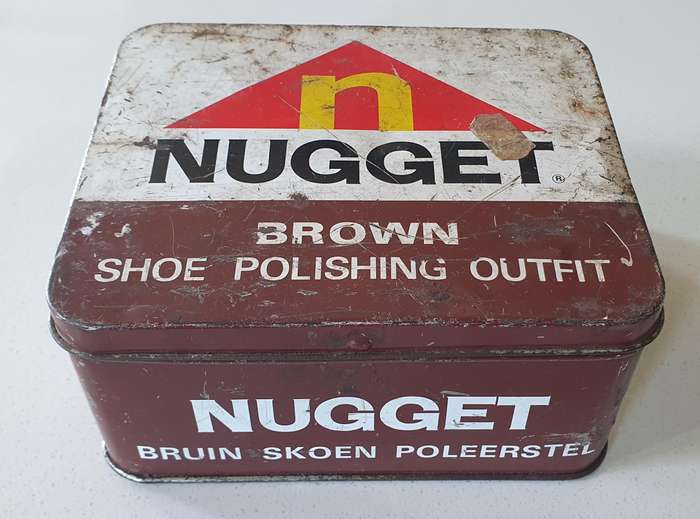 n
NUGGET®
BROWN
SHOE POLISHING OUTFIT
NUGGET
BRUIN SKOEN POLEERSTEL